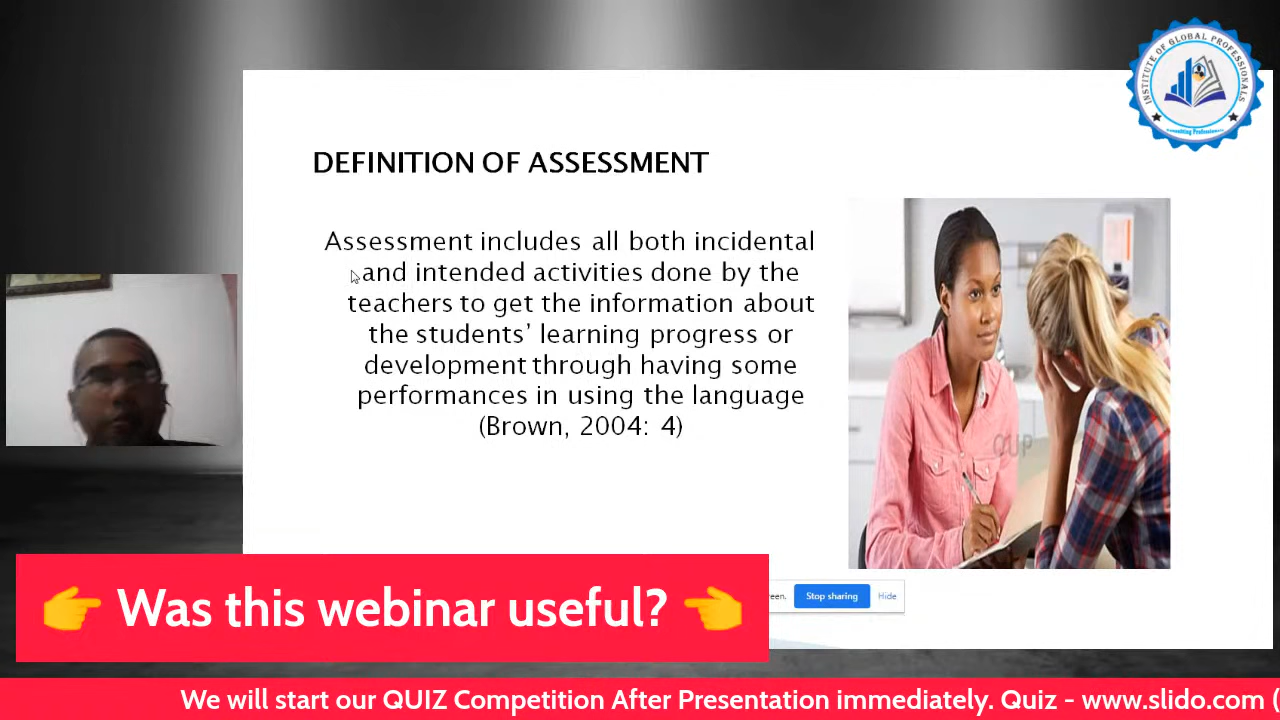 INSTITUTE OF GLOBAL PROFESSIONALS
DEFINITION OF ASSESSMENT
Assessment includes all both incidental
and intended activities done by the
teachers to get the information about
the students’ learning progress or
development through having some
performances in using the language
(Brown, 2004: 4)
een.
Stop sharing
Hide
👉 Was this webinar useful? 👈
We will start our QUIZ Competition After Presentation immediately. Quiz - www.slido.com (